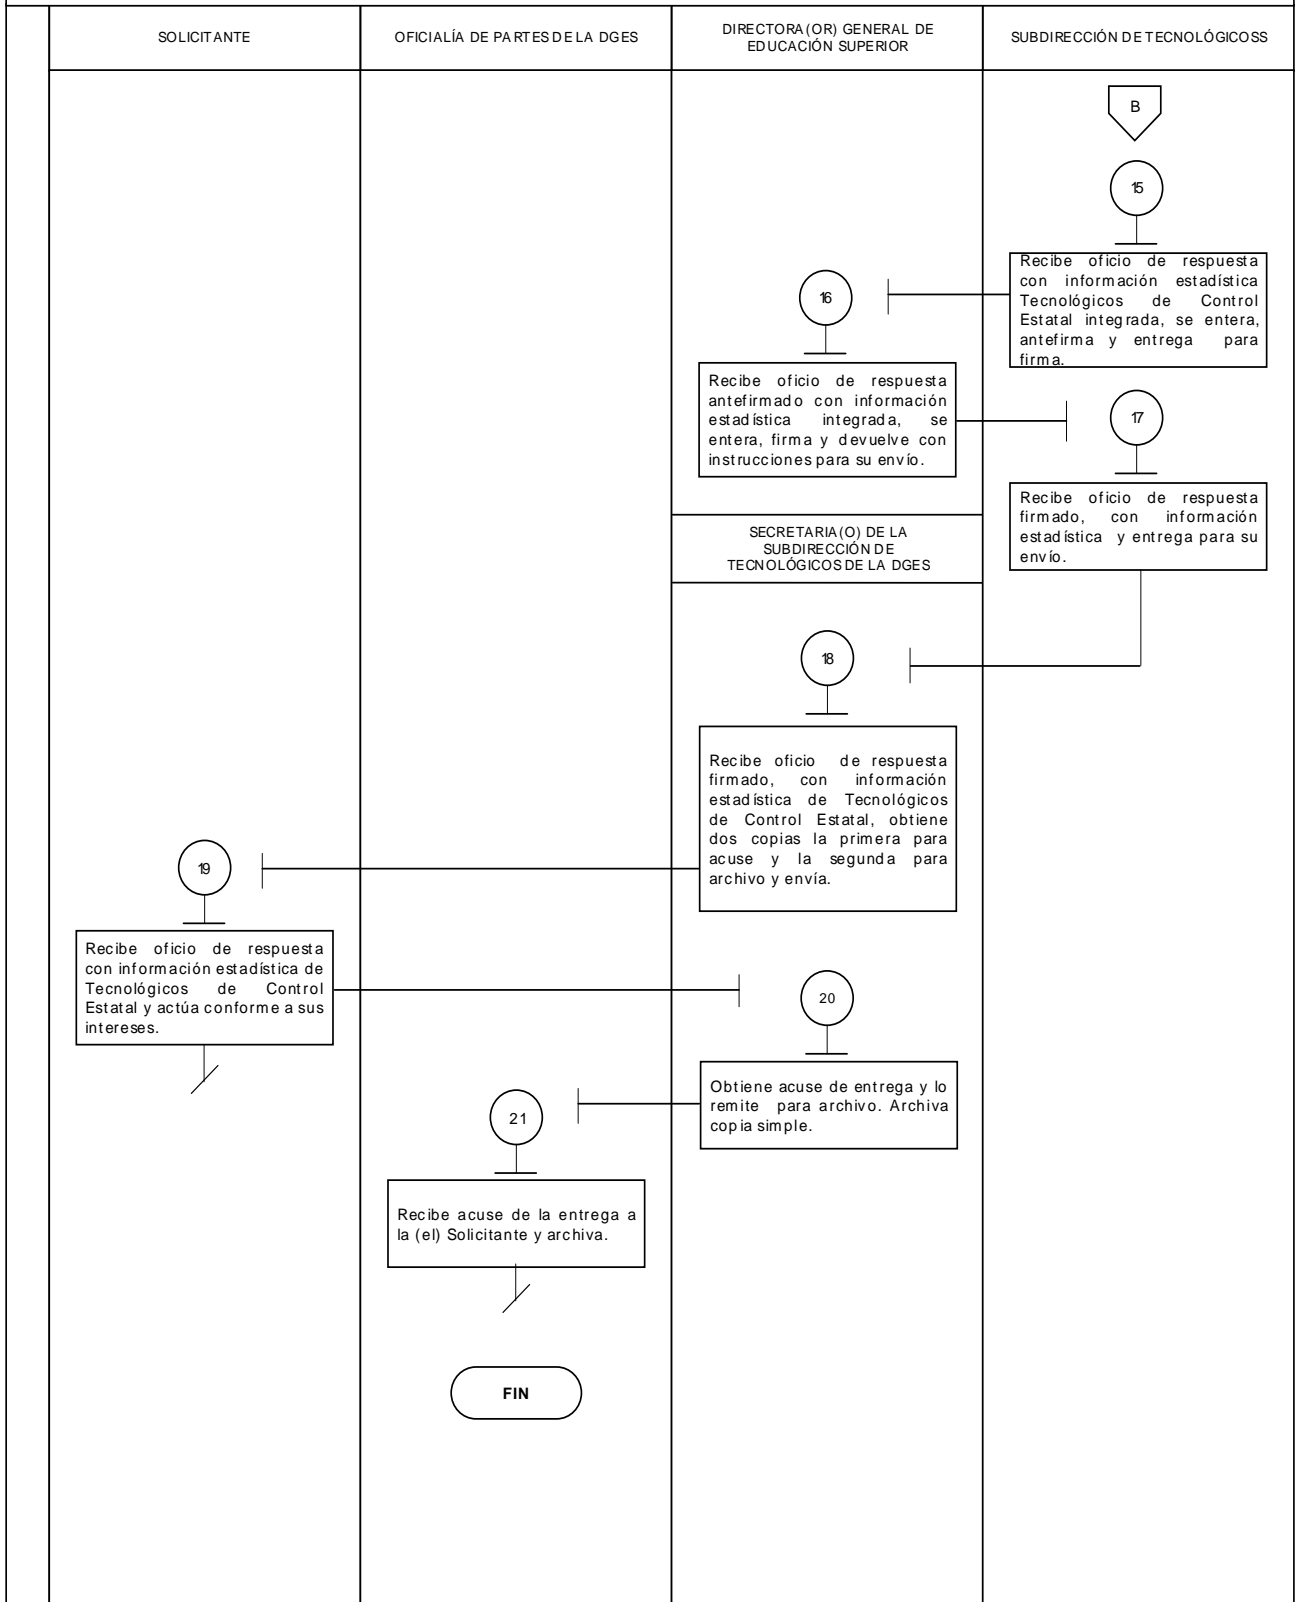 SOLICITANTE
OFICIALÍA DE PARTES DE LA DGES
DIRECTORA(OR) GENERAL DE
EDUCACIÓN SUPERIOR
SUBDIRECCIÓN DE TECNOLÓGICOSS
B
15
Recibe oficio de respuesta
con información estadística
Tecnológicos de Control
Estatal integrada, se entera,
antefirma y entrega para
firma.
16
Recibe oficio de respuesta
antefirmado con información
estadística integrada, se
entera, firma y devuelve con
instrucciones para su envío.
17
Recibe oficio de respuesta
firmado, con información
estadística y entrega para su
envío.
SECRETARIA(O) DE LA
SUBDIRECCIÓN DE
TECNOLÓGICOS DE LA DGES
18
Recibe oficio de respuesta
firmado, con información
estadística de Tecnológicos
de Control Estatal, obtiene
dos copias la primera para
acuse y la segunda para
archivo y envía.
19
Recibe oficio de respuesta
con información estadística de
Tecnológicos de Control
Estatal y actúa conforme a sus
intereses.
20
Obtiene acuse de entrega y lo
remite para archivo. Archiva
copia simple.
21
Recibe acuse de la entrega a
la (el) Solicitante y archiva.
FIN